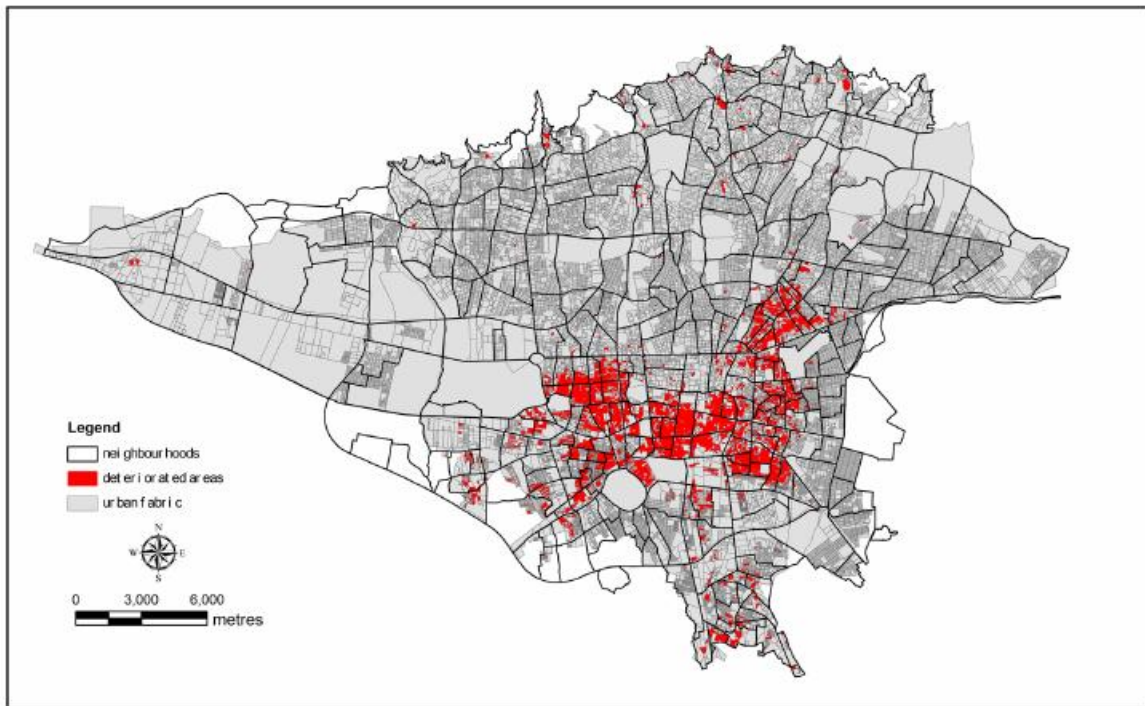 Legend
neighbourhoods
deteriorated areas
urban fabric
N
W E
S
0 3,000 6,000
metres